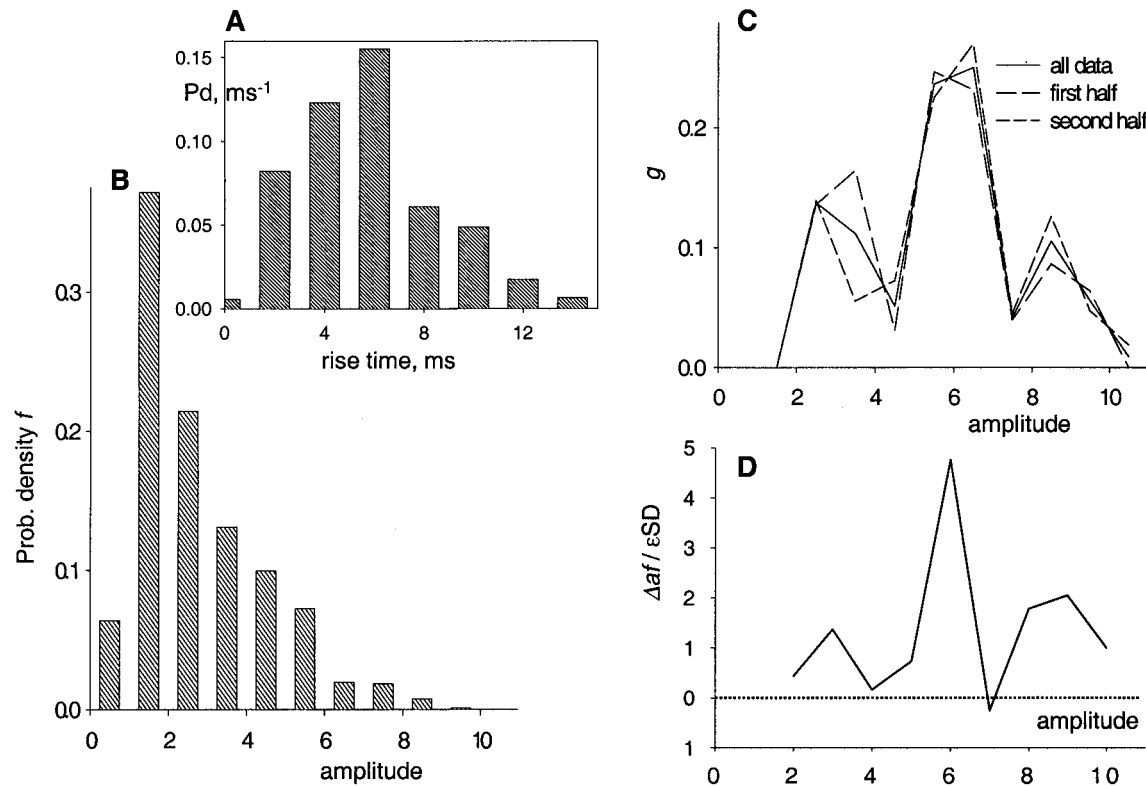 A
0.15
Pd, ms-1
0.10
0.05
0.00
0 4 8 12
rise time, ms
B
Prob. density f
0.3
0.2
0.1
0.0
0 2 4 6 8 10
amplitude
C
all data
first half
second half
g
0.2
0.1
0.0
0 2 4 6 8 10
amplitude
D
Δaf / εSD
5
4
3
2
1
0
1
amplitude
0 2 4 6 8 10